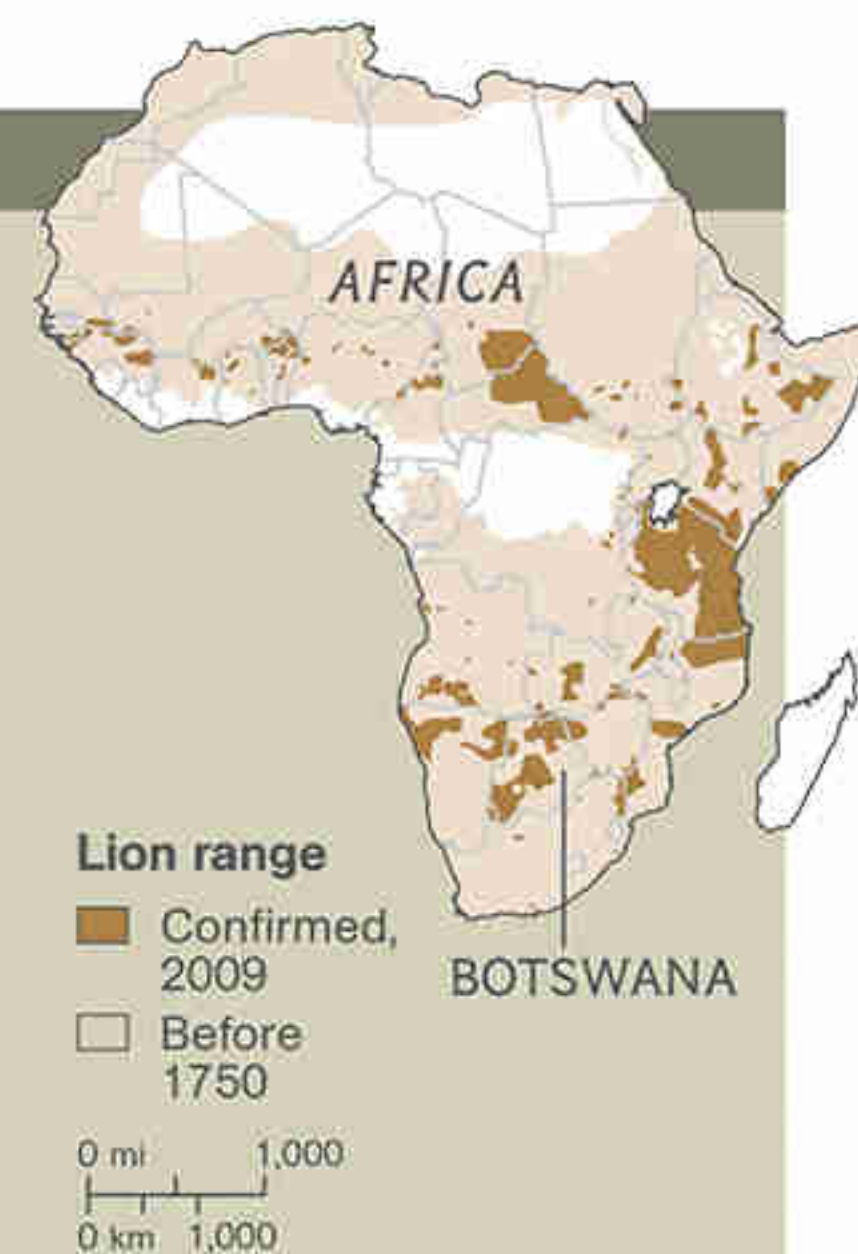 AFRICA
Lion range
Confirmed,
2009
Before
1750
BOTSWANA
0 mi 1,000
0 km 1,000